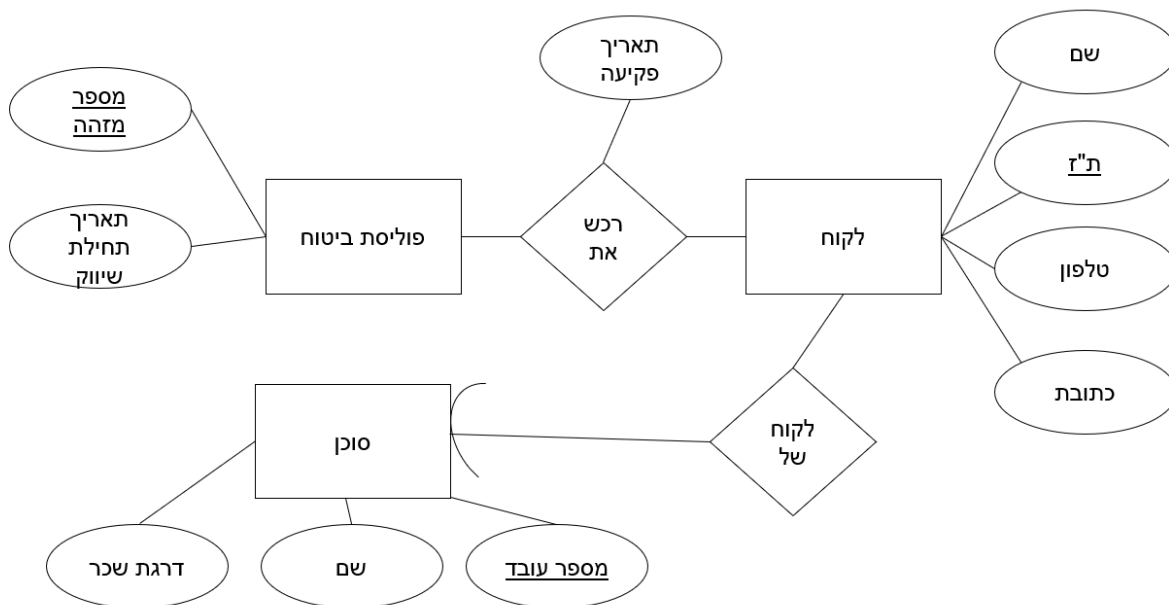 שם
תאריך
פקיעה
מספר
מזהה
ת"ז
רכש
את
לקוח
פוליסת ביטוח
תאריך
תחילת
שיווק
טלפון
כתובת
לקוח
של
סוכן
מספר עובד
שם
דרגת שכר